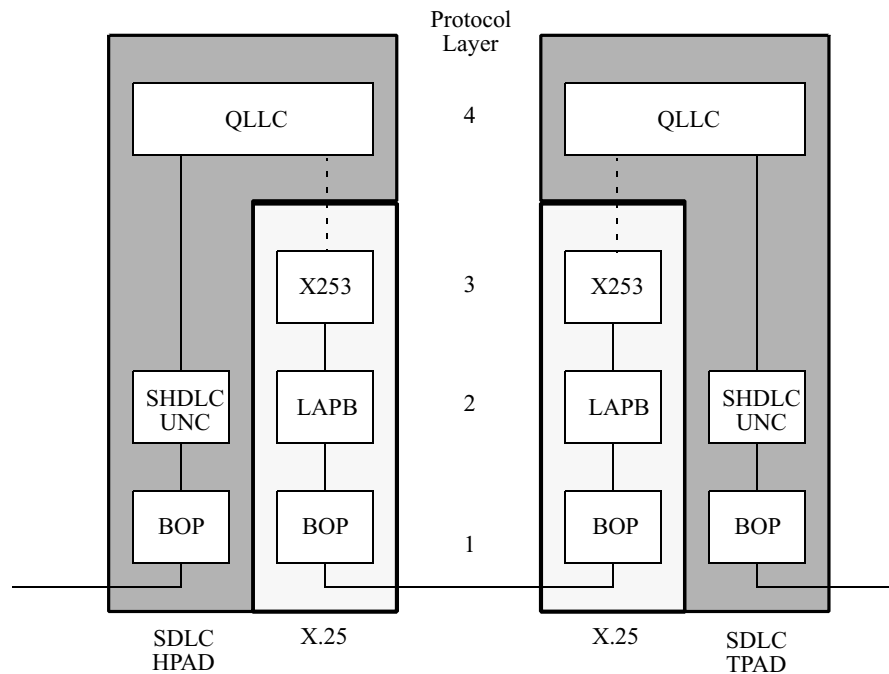 Protocol
Layer
QLLC
4
QLLC
X253
3
X253
SHDLC
UNC
LAPB
2
LAPB
SHDLC
UNC
BOP
BOP
1
BOP
BOP
SDLC
HPAD
X.25
X.25
SDLC
TPAD